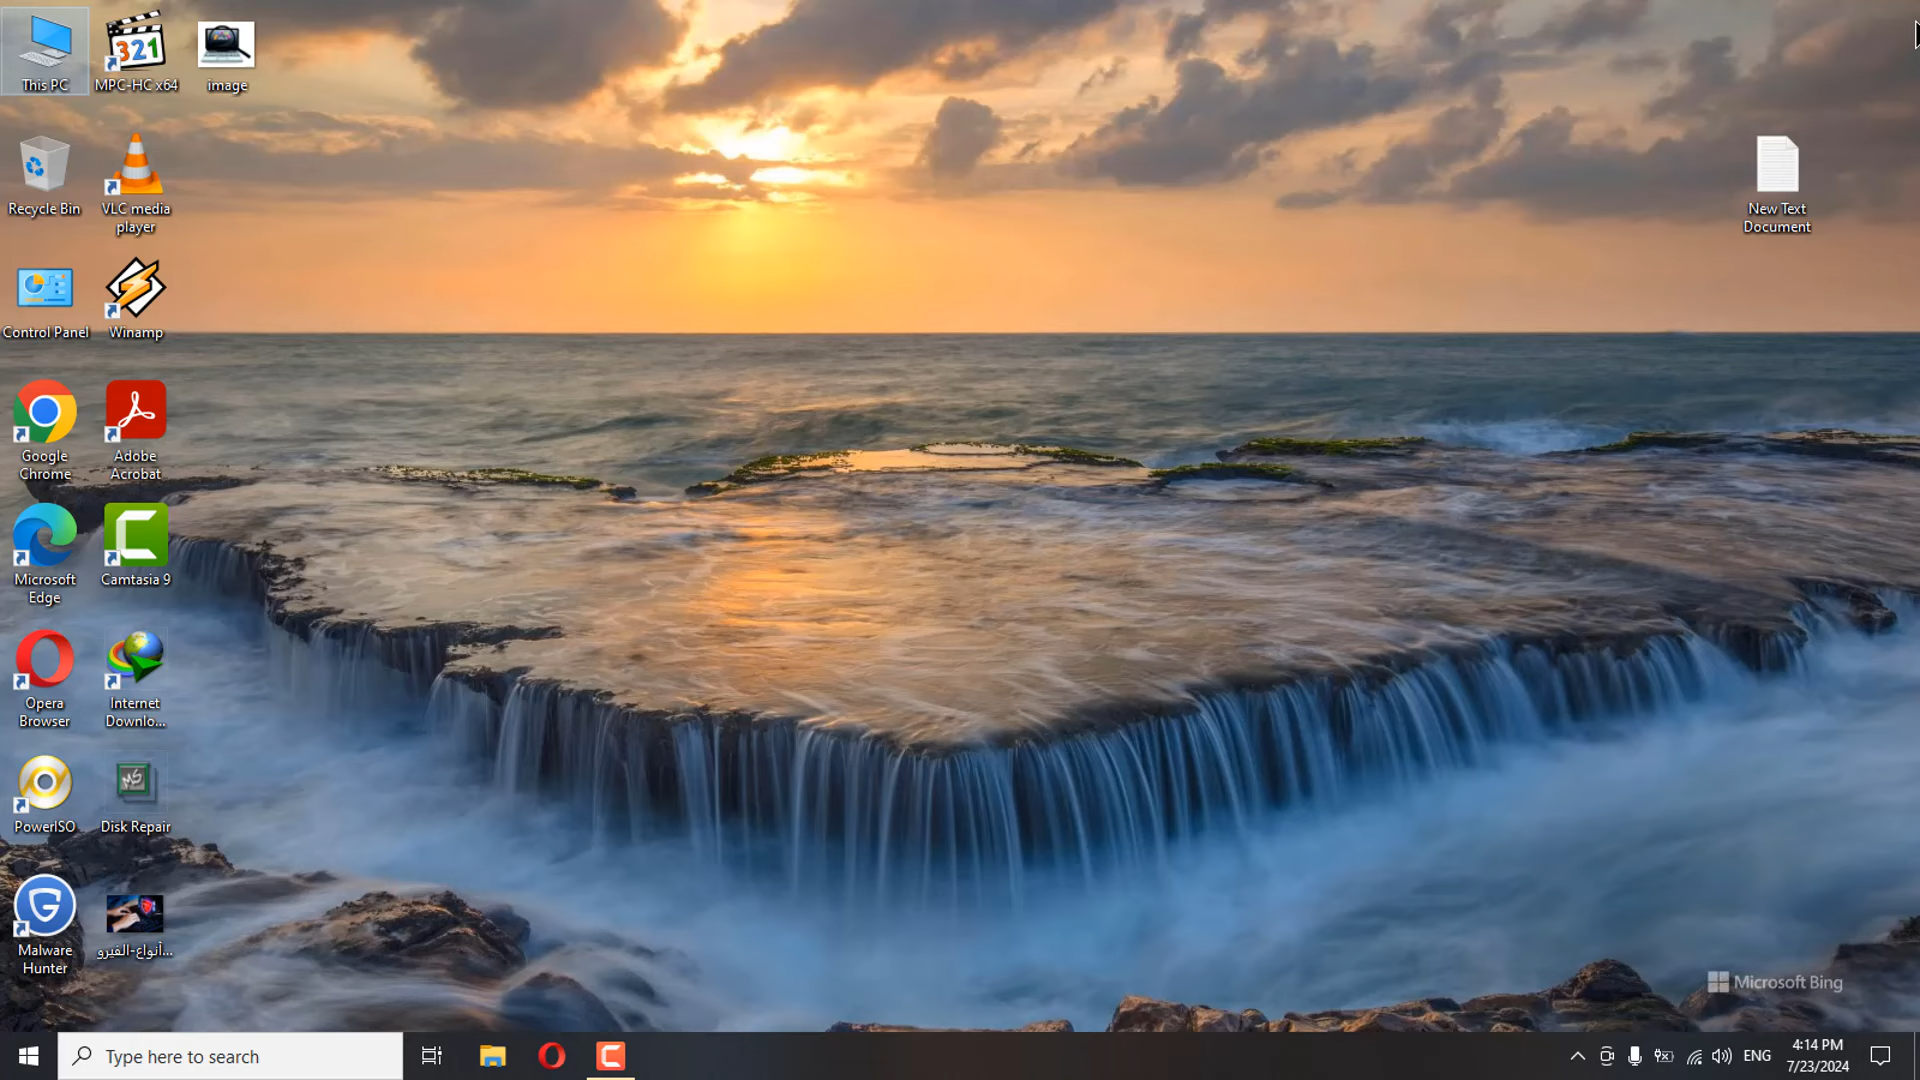 This PC
MPC-HC x64
image
Recycle Bin
VLC media
player
New Text
Document
Control Panel
Winamp
Google
Chrome
Adobe
Acrobat
Microsoft
Edge
Camtasia 9
Opera
Browser
Internet
Downlo...
PowerISO
Disk Repair
Malware
Hunter
أنواع-الفيرو...
Microsoft Bing
Type here to search
ENG
4:14 PM
7/23/2024